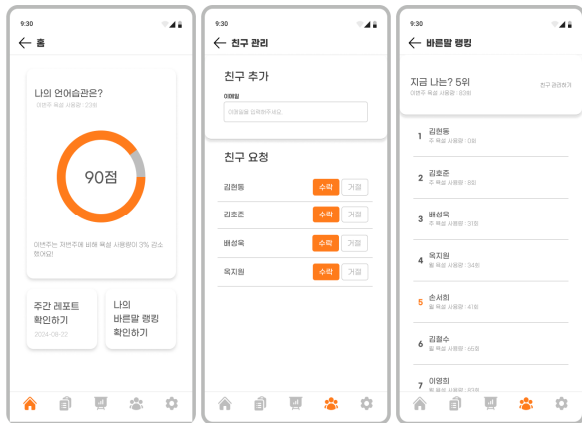 9:30
홈
나의 언어습관은?
이번주 욕설 사용량 : 23회
90점
이번주는 저번주에 비해 욕설 사용량이 3% 감소
했어요!
주간 레포트
확인하기
2024-08-22
나의
바른말 랭킹
확인하기
9:30
친구 관리
친구 추가
이메일
이메일을 입력해주세요.
친구 요청
김현동
수락
거절
김호준
수락
거절
배성욱
수락
거절
옥지원
수락
거절
9:30
바른말 랭킹
지금 나는? 5위
이번주 욕설 사용량 : 83회
친구 관리하기
1
김현동
주 욕설 사용량 : 0회
2
김호준
주 욕설 사용량 : 8회
3
배성욱
주 욕설 사용량 : 31회
4
옥지원
월 욕설 사용량 : 34회
5
손서희
월 욕설 사용량 : 41회
6
김철수
월 욕설 사용량 : 65회
7
이영희
월 욕설 사용량 : 83회